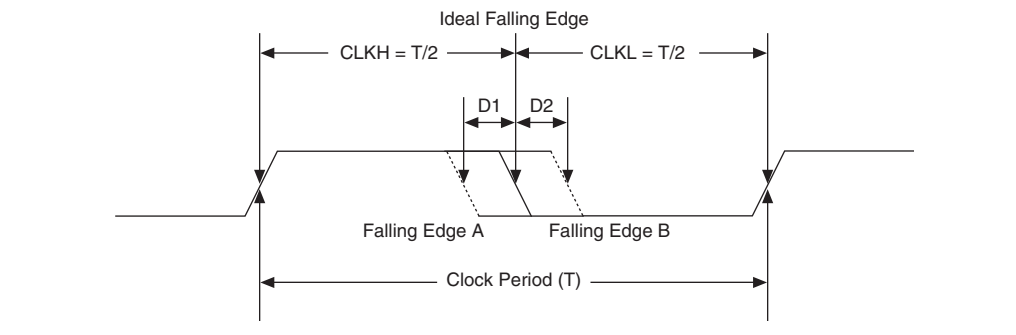 Ideal Falling Edge
CLKH = T/2 CLKL = T/2
D1 D2
Falling Edge A Falling Edge B
Clock Period (T)